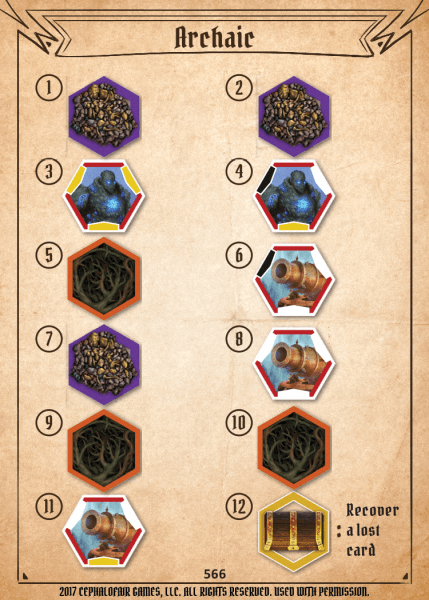 Archaic
1
2
3
4
5
6
7
8
9
10
11
12
Recover
: a lost
card
566
2017 CEPHALOFAIR GAMES, LLC. ALL RIGHTS RESERVED. USED WITH PERMISSION.